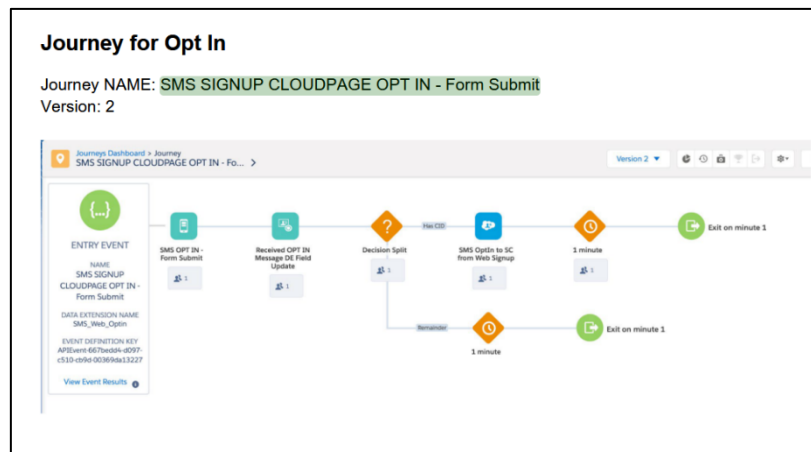 Journey for Opt In
Journey NAME: SMS SIGNUP CLOUDPAGE OPT IN - Form Submit
Version: 2
Journeys Dashboard > Journey
SMS SIGNUP CLOUDPAGE OPT IN - Fo... >
Version 2
{...}
ENTRY EVENT
NAME
SMS SIGNUP
CLOUDPAGE OPT IN -
Form Submit
DATA EXTENSION NAME
SMS_Web_Optin
EVENT DEFINITION KEY
APIEvent-667bedd4-d097-
c510-cb9d-00369da13227
View Event Results
SMS OPT IN -
Form Submit
1
Received OPT IN
Message DE Field
Update
1
?
Decision Split
1
Has CID
SMS OptIn to SC
from Web Signup
1
1 minute
1
Exit on minute 1
Remainder
1 minute
Exit on minute 1